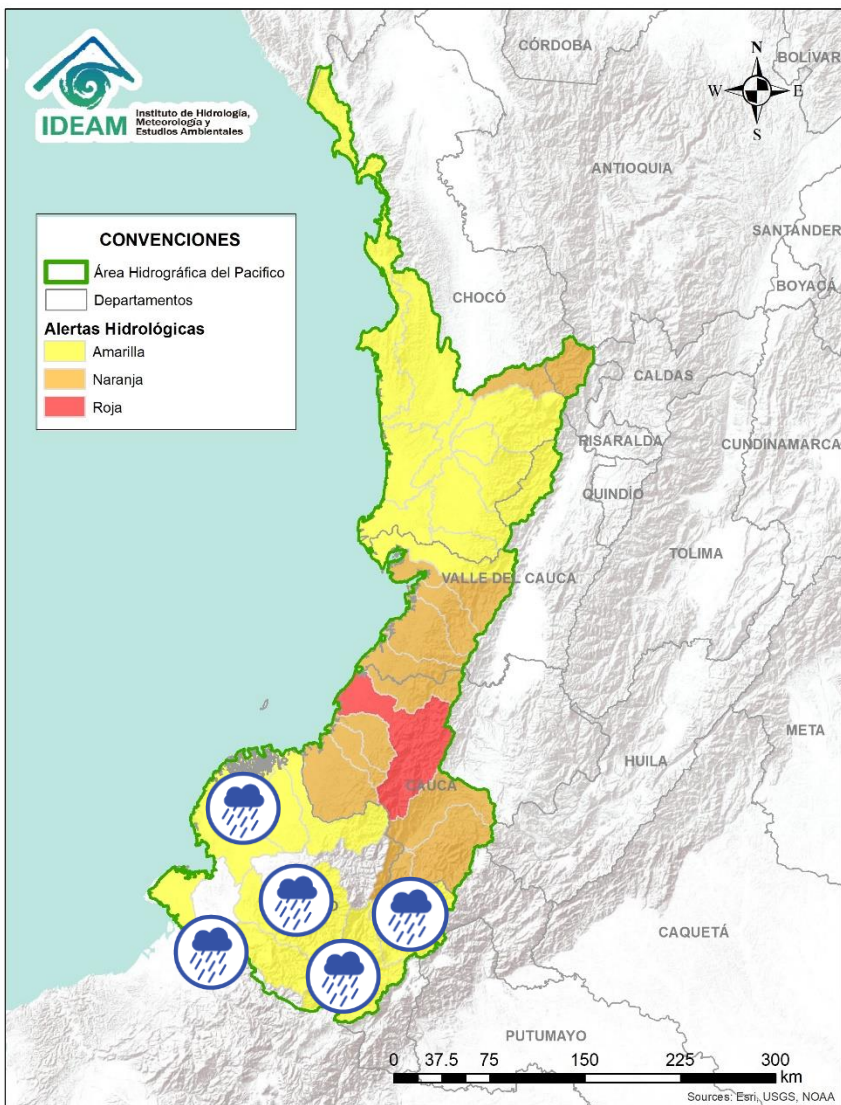 IDEAM
Instituto de Hidrología,
Meteorología y
Estudios Ambientales
CÓRDOBA
BOLÍVAR
N
W
E
S
ANTIOQUIA
SANTANDER
BOYACÁ
CONVENCIONES
Área Hidrográfica del Pacifico
Departamentos
Alertas Hidrológicas
Amarilla
Naranja
Roja
CHOCÓ
CALDAS
RISARALDA
CUNDINAMARCA
QUINDÍO
TOLIMA
VALLE DEL CAUCA
META
HUILA
CAUCA
CAQUETÁ
PUTUMAYO
0 37.5 75 150 225 300
km
Sources: Esri, USGS, NOAA